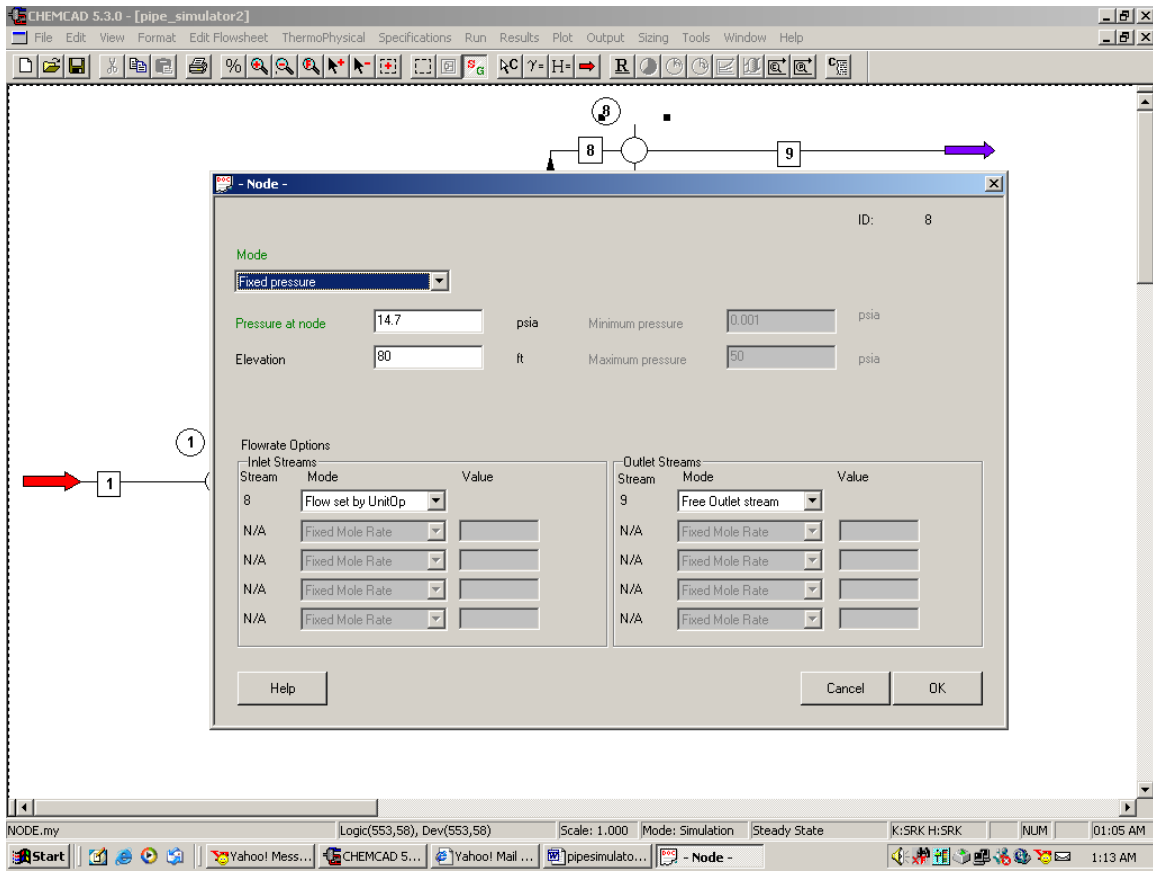 CHEMCAD 5.3.0 - [pipe_simulator2]
File Edit View Format Edit Flowsheet ThermoPhysical Specifications Run Results Plot Output Sizing Tools Window Help
% S G C γ= H= R C
8
8
9
- Node -
ID: 8
Mode
Fixed pressure
Pressure at node 14.7 psia Minimum pressure 0.001 psia
Elevation 80 ft Maximum pressure 50 psia
1
1
Flowrate Options
Inlet Streams Outlet Streams
Stream Mode Value Stream Mode Value
8 Flow set by UnitOp 9 Free Outlet stream
N/A Fixed Mole Rate N/A Fixed Mole Rate
N/A Fixed Mole Rate N/A Fixed Mole Rate
N/A Fixed Mole Rate N/A Fixed Mole Rate
N/A Fixed Mole Rate N/A Fixed Mole Rate
Help Cancel OK
NODE.my Logic(553,58), Dev(553,58) Scale: 1.000 Mode: Simulation Steady State K:SRK H:SRK NUM 01:05 AM
Start Yahoo! Mess... CHEMCAD 5... Yahoo! Mail ... pipesimulato... - Node - 1:13 AM